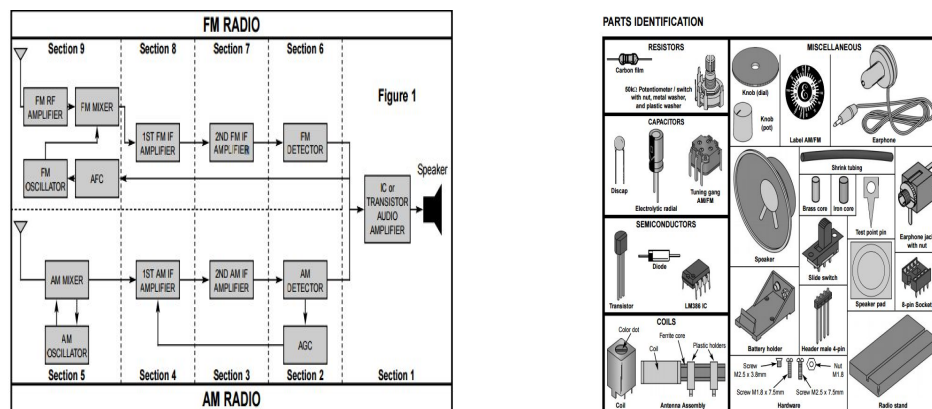 FM RADIO
Section 9
Section 8
Section 7
Section 6
Figure 1
FM RF
AMPLIFIER
FM MIXER
1ST FM IF
AMPLIFIER
2ND FM IF
AMPLIFIER
FM
DETECTOR
FM
OSCILLATOR
AFC
Speaker
IC or
TRANSISTOR
AUDIO
AMPLIFIER
AM MIXER
1ST AM IF
AMPLIFIER
2ND AM IF
AMPLIFIER
AM
DETECTOR
AM
OSCILLATOR
AGC
Section 5
Section 4
Section 3
Section 2
Section 1
AM RADIO
PARTS IDENTIFICATION
RESISTORS
Carbon film
50kΩ Potentiometer / switch
with nut, metal washer,
and plastic washer
CAPACITORS
Discap
Electrolytic radial
Tuning gang
AM/FM
SEMICONDUCTORS
Diode
Transistor
LM386 IC
COILS
Color dot
Ferrite core
Coil
Plastic holders
Coil
Antenna Assembly
MISCELLANEOUS
Knob (dial)
Knob
(pot)
Label AM/FM
Earphone
Shrink tubing
Brass core
Iron core
Test point pin
Earphone jack
with nut
Speaker
Slide switch
Speaker pad
8-pin Socket
Battery holder
Header male 4-pin
Screw
M2.5 x 3.8mm
Nut
M1.8
Screw M1.8 x 7.5mm
Screw M2.5 x 7.5mm
Hardware
Radio stand